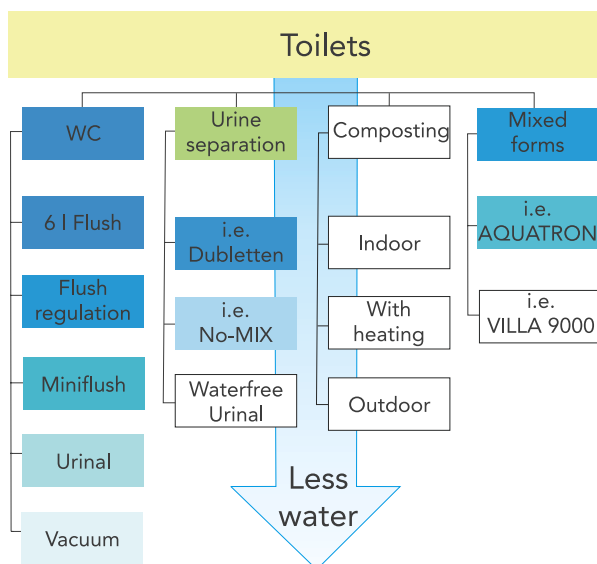 Toilets
WC
6 l Flush
Flush
regulation
Miniflush
Urinal
Vacuum
Urine
separation
i.e.
Dubletten
i.e.
No-MIX
Waterfree
Urinal
Composting
Indoor
With
heating
Outdoor
Mixed
forms
i.e.
AQUATRON
i.e.
VILLA 9000
Less
water